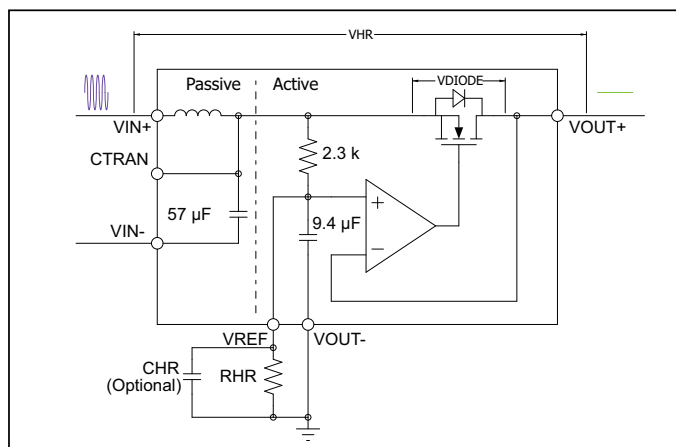 VHR
Passive
Active
VDIODE
VIN+
VOUT+
CTRAN
2.3 k
57 µF
9.4 µF
+
−
VIN-
VREF
VOUT-
CHR
(Optional)
RHR